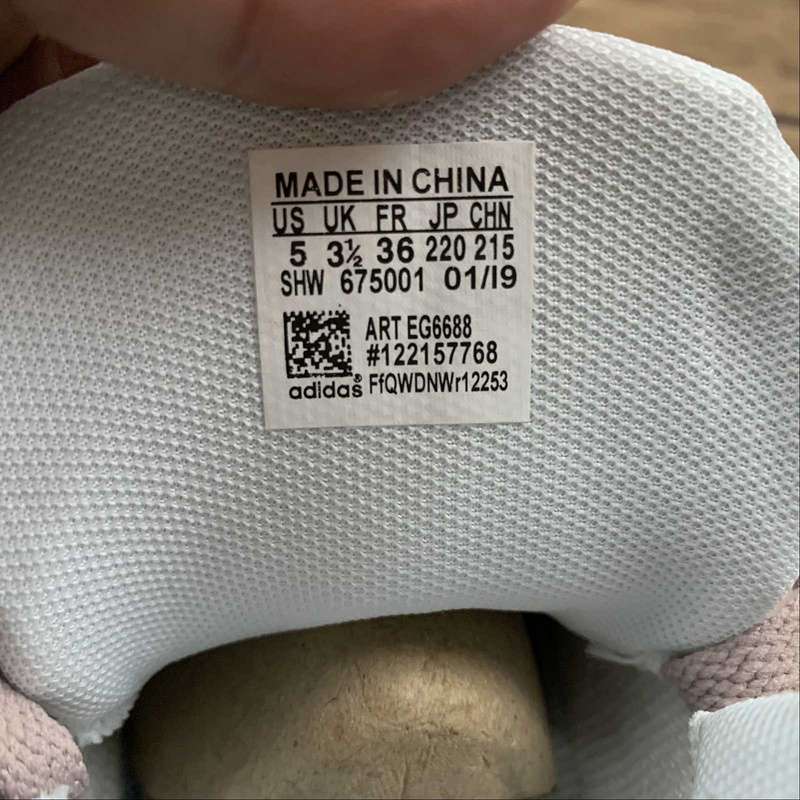 MADE IN CHINA
US UK FR JP CHN
5 3½ 36 220 215
SHW 675001 01/19
ART EG6688
#122157768
adidas® FfQWDNWr12253